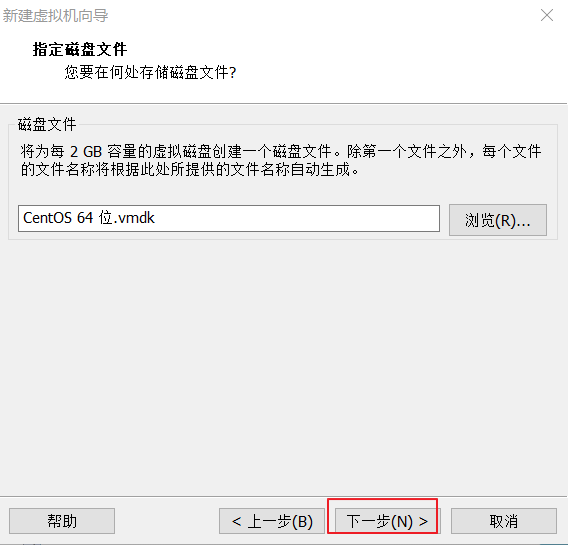 新建虚拟机向导
指定磁盘文件
您要在何处存储磁盘文件?
磁盘文件
将为每 2 GB 容量的虚拟磁盘创建一个磁盘文件。除第一个文件之外，每个文件
的文件名称将根据此处所提供的文件名称自动生成。
CentOS 64 位.vmdk
浏览(R)...
帮助
< 上一步(B)
下一步(N) >
取消